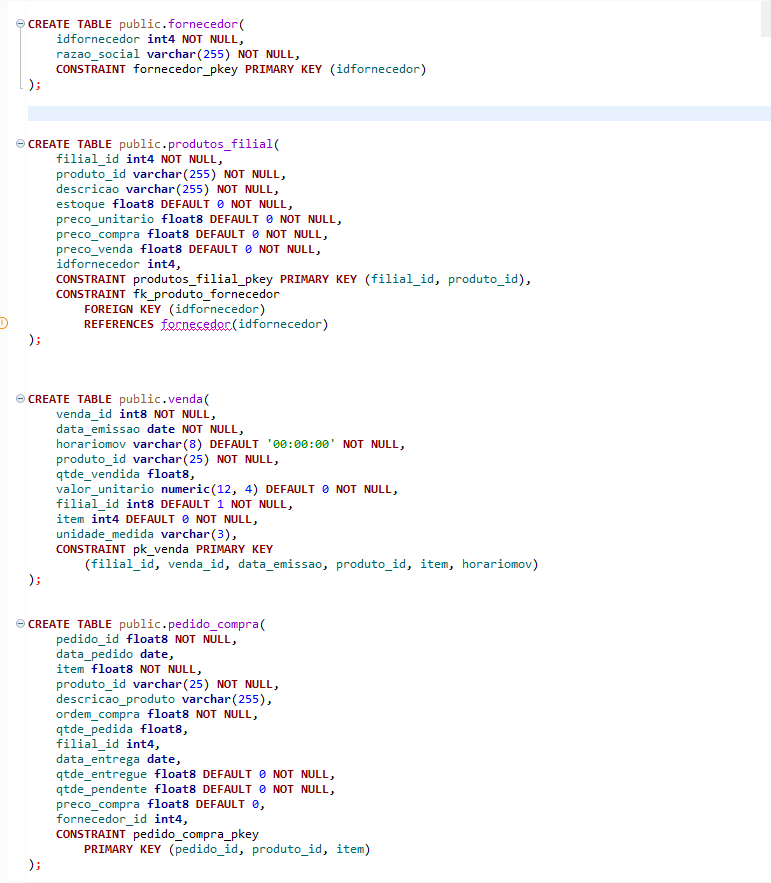 CREATE TABLE public.fornecedor(
idfornecedor int4 NOT NULL,
razao_social varchar(255) NOT NULL,
CONSTRAINT fornecedor_pkey PRIMARY KEY (idfornecedor)
);
CREATE TABLE public.produtos_filial(
filial_id int4 NOT NULL,
produto_id varchar(255) NOT NULL,
descricao varchar(255) NOT NULL,
estoque float8 DEFAULT 0 NOT NULL,
preco_unitario float8 DEFAULT 0 NOT NULL,
preco_compra float8 DEFAULT 0 NOT NULL,
preco_venda float8 DEFAULT 0 NOT NULL,
idfornecedor int4,
CONSTRAINT produtos_filial_pkey PRIMARY KEY (filial_id, produto_id),
CONSTRAINT fk_produto_fornecedor
FOREIGN KEY (idfornecedor)
REFERENCES fornecedor(idfornecedor)
);
CREATE TABLE public.venda(
venda_id int8 NOT NULL,
data_emissao date NOT NULL,
horariomov varchar(8) DEFAULT '00:00:00' NOT NULL,
produto_id varchar(25) NOT NULL,
qtde_vendida float8,
valor_unitario numeric(12, 4) DEFAULT 0 NOT NULL,
filial_id int8 DEFAULT 1 NOT NULL,
item int4 DEFAULT 0 NOT NULL,
unidade_medida varchar(3),
CONSTRAINT pk_venda PRIMARY KEY
(filial_id, venda_id, data_emissao, produto_id, item, horariomov)
);
CREATE TABLE public.pedido_compra(
pedido_id float8 NOT NULL,
data_pedido date,
item float8 NOT NULL,
produto_id varchar(25) NOT NULL,
descricao_produto varchar(255),
ordem_compra float8 NOT NULL,
qtde_pedida float8,
filial_id int4,
data_entrega date,
qtde_entregue float8 DEFAULT 0 NOT NULL,
qtde_pendente float8 DEFAULT 0 NOT NULL,
preco_compra float8 DEFAULT 0,
fornecedor_id int4,
CONSTRAINT pedido_compra_pkey
PRIMARY KEY (pedido_id, produto_id, item)
);